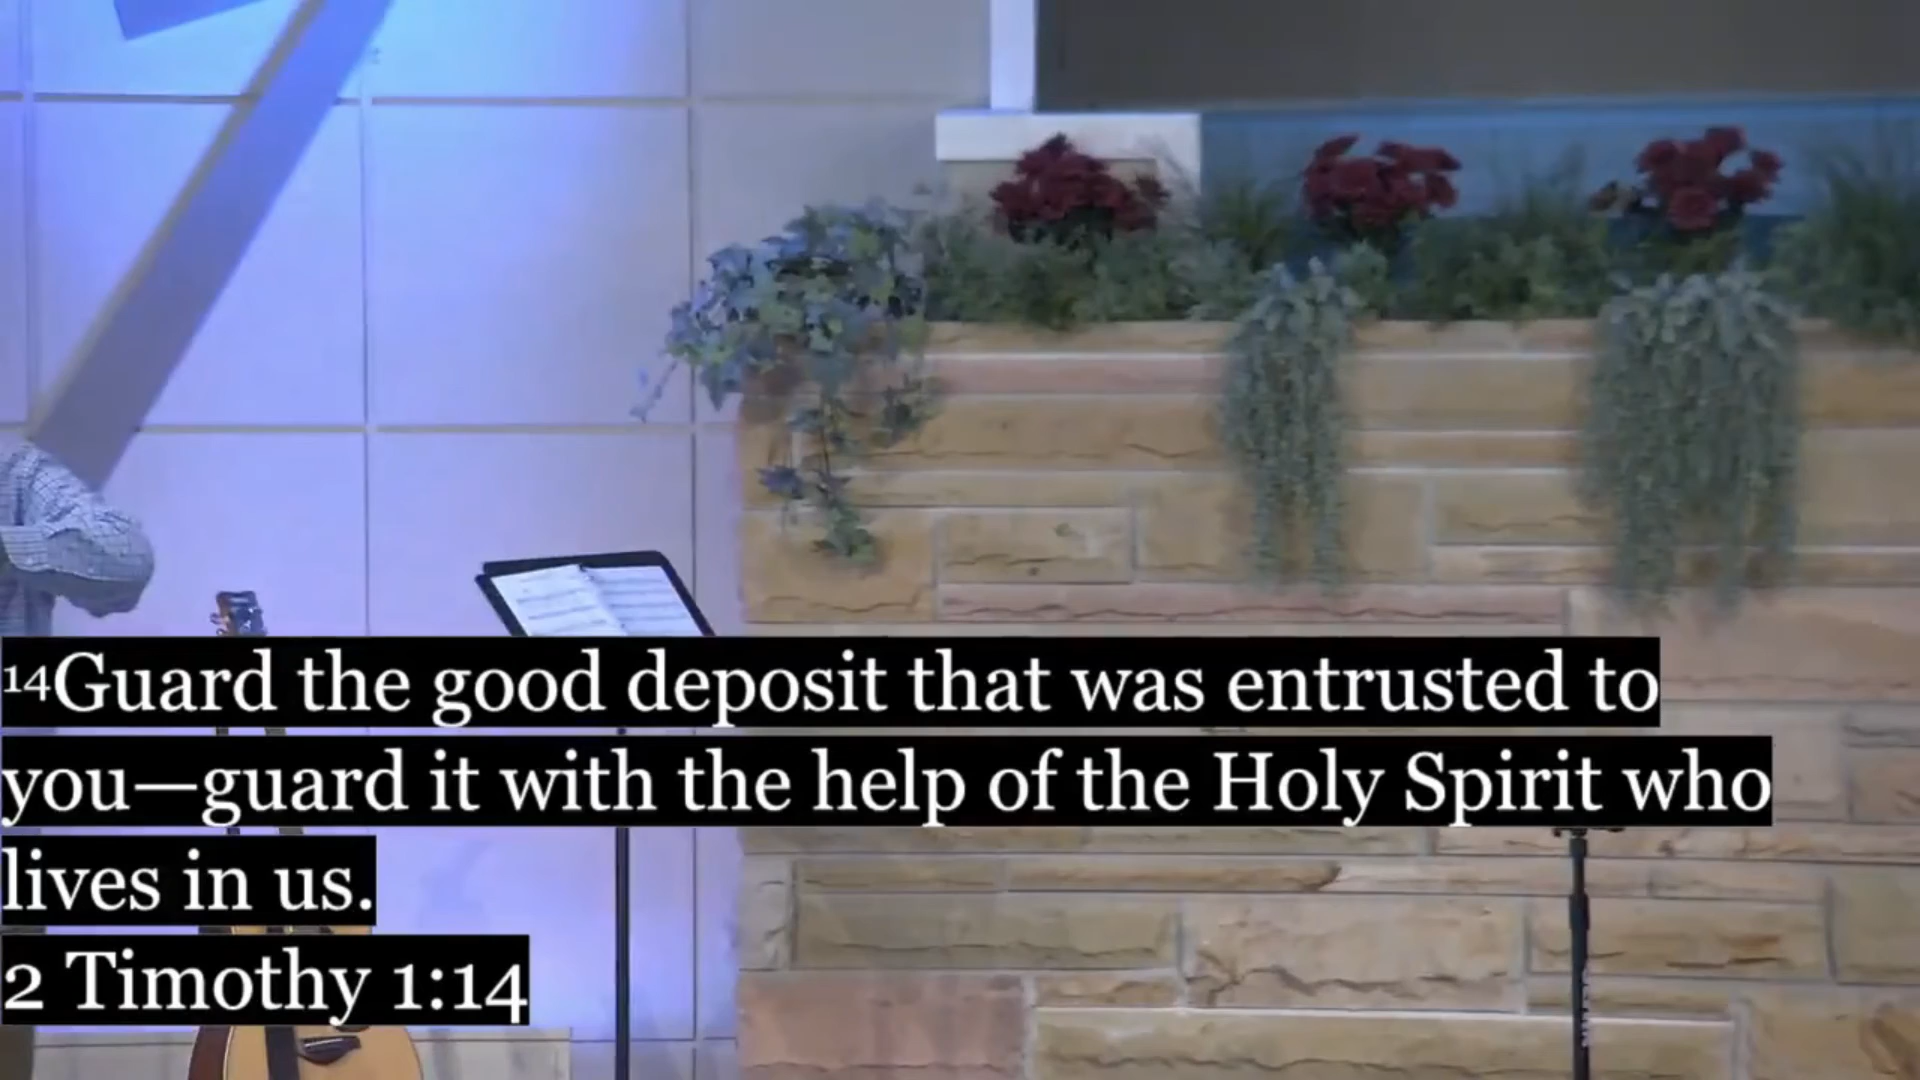 14Guard the good deposit that was entrusted to
you—guard it with the help of the Holy Spirit who
lives in us.
2 Timothy 1:14